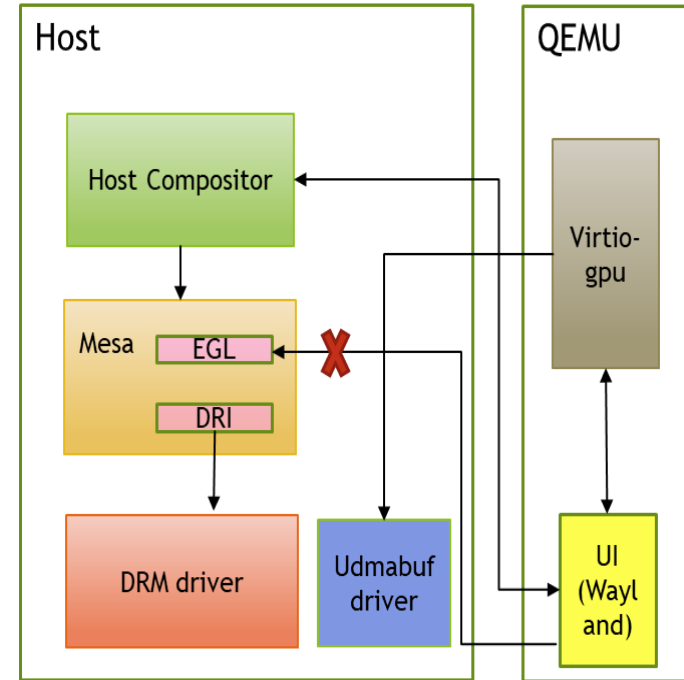 Host
QEMU
Host Compositor
Virtio-
gpu
Mesa
EGL
DRI
DRM driver
Udmabuf
driver
UI
(Wayl
and)